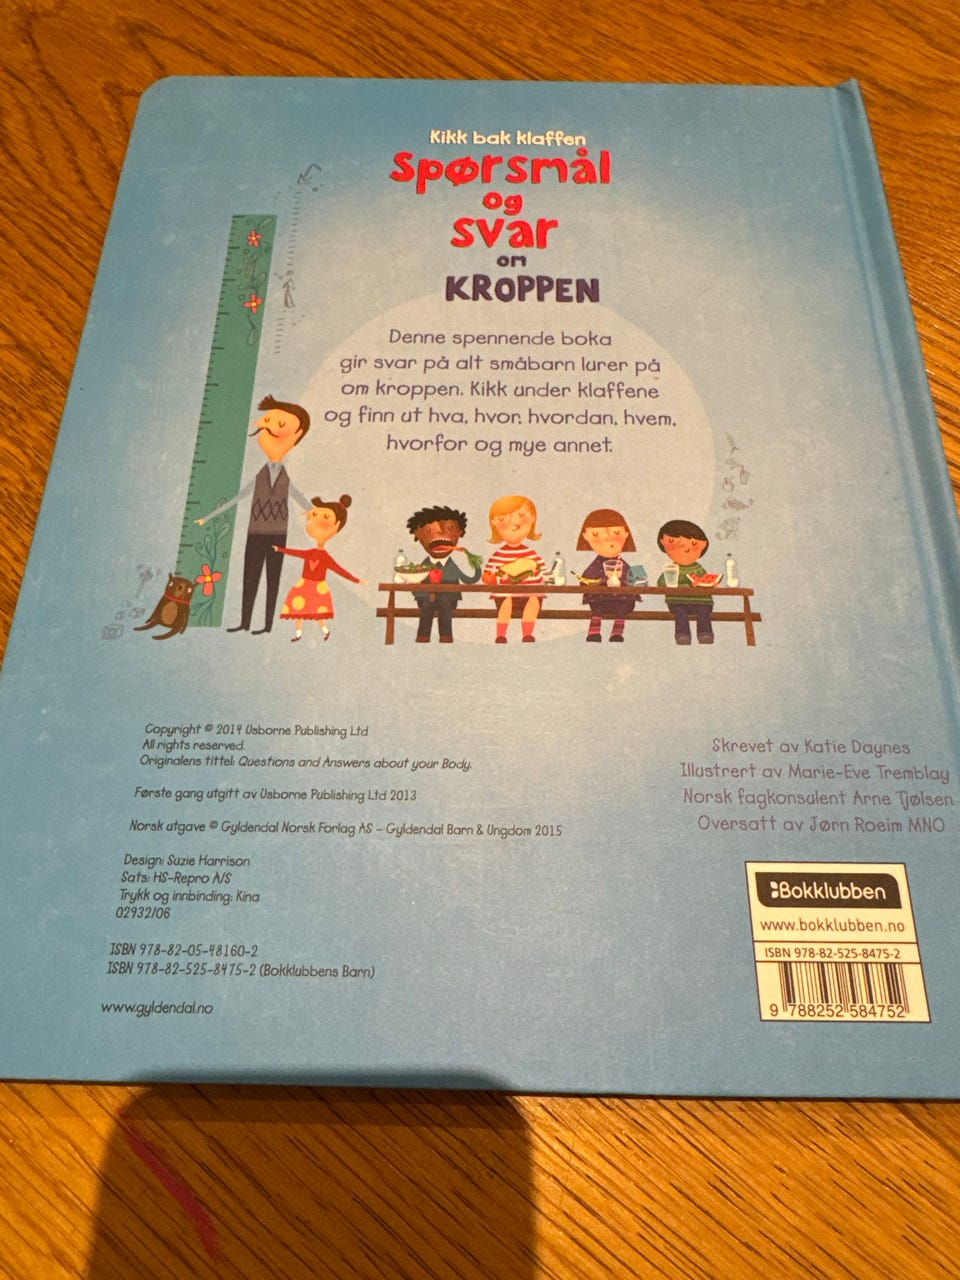 Kikk bak klaffen
Spørsmål
og
svar
om
KROPPEN
Denne spennende boka
gir svar på alt småbarn lurer på
om kroppen. Kikk under klaffene
og finn ut hva, hvor, hvordan, hvem,
hvorfor og mye annet.
Copyright © 2014 Usborne Publishing Ltd
All rights reserved.
Originalens tittel: Questions and Answers about your Body.
Første gang utgitt av Usborne Publishing Ltd 2013
Norsk utgave © Gyldendal Norsk Forlag AS – Gyldendal Barn & Ungdom 2015
Design: Suzie Harrison
Sats: HS-Repro A/S
Trykk og innbinding: Kina
02932/06
ISBN 978-82-05-48160-2
ISBN 978-82-525-8475-2 (Bokklubbens Barn)
www.gyldendal.no
Skrevet av Katie Daynes
Illustrert av Marie-Eve Tremblay
Norsk fagkonsulent Arne Tjølsen
Oversatt av Jørn Roeim MNO
Bokklubben
www.bokklubben.no
ISBN 978-82-525-8475-2
9 788252 584752